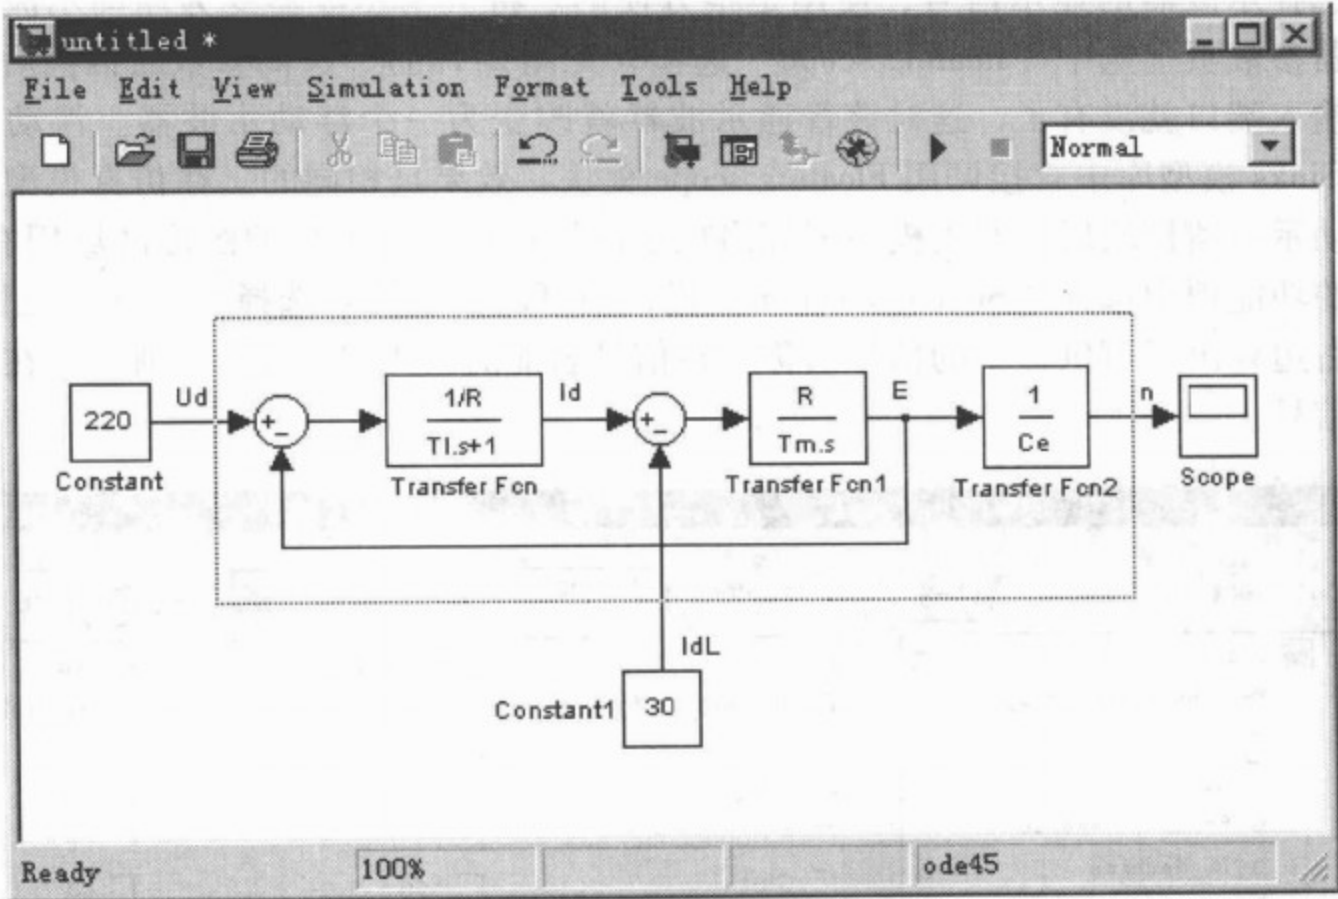 untitled *
File Edit View Simulation Format Tools Help
Normal
Ud
220
Constant
1/R
Tl.s+1
Transfer Fcn
Id
R
Tm.s
Transfer Fcn1
E
1
Ce
Transfer Fcn2
n
Scope
IdL
30
Constant1
Ready 100% ode45